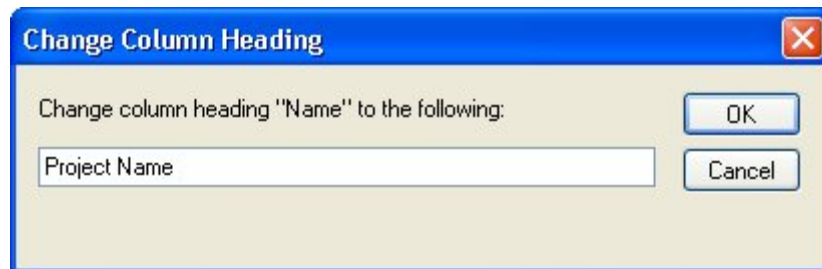 Change Column Heading
Change column heading "Name" to the following:
OK
Project Name
Cancel